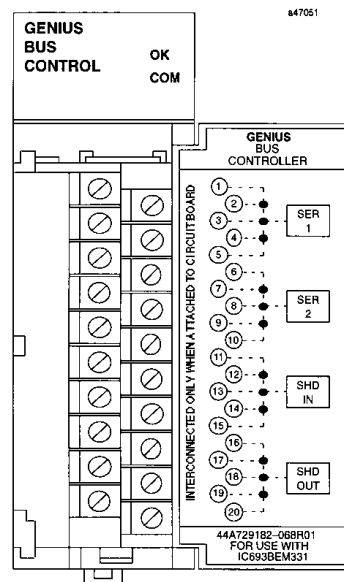 a47051
GENIUS
BUS
CONTROL
OK
COM
GENIUS
BUS
CONTROLLER
INTERCONNECTED ONLY WHEN ATTACHED TO CIRCUIT BOARD
1
2
3
4
5
SER
1
6
7
8
9
10
SER
2
11
12
13
14
15
SHD
IN
16
17
18
19
20
SHD
OUT
44A729182-068R01
FOR USE WITH
IC693BEM331